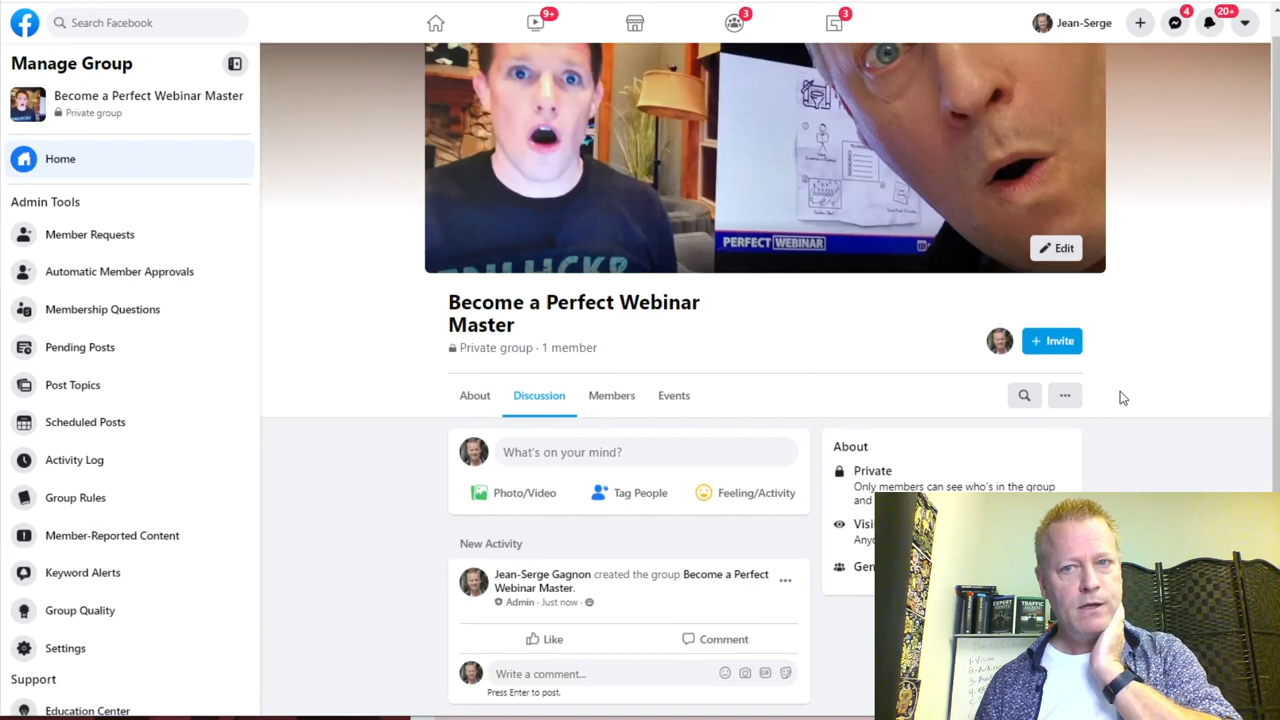 Search Facebook
9+
3
3
Jean-Serge
4
20+
Manage Group
Become a Perfect Webinar Master
Private group
Home
Admin Tools
Member Requests
Automatic Member Approvals
Membership Questions
Pending Posts
Post Topics
Scheduled Posts
Activity Log
Group Rules
Member-Reported Content
Keyword Alerts
Group Quality
Settings
Support
Education Center
PERFECT WEBINAR
Edit
Become a Perfect Webinar
Master
Private group · 1 member
+ Invite
About
Discussion
Members
Events
What's on your mind?
Photo/Video
Tag People
Feeling/Activity
New Activity
Jean-Serge Gagnon created the group Become a Perfect
Webinar Master.
Admin · Just now ·
Like
Comment
Write a comment...
Press Enter to post.
About
Private
Only members can see who's in the group
and
Visi
Anyo
Gen
EXPERT
SECRETS
TRAFFIC
SECRETS